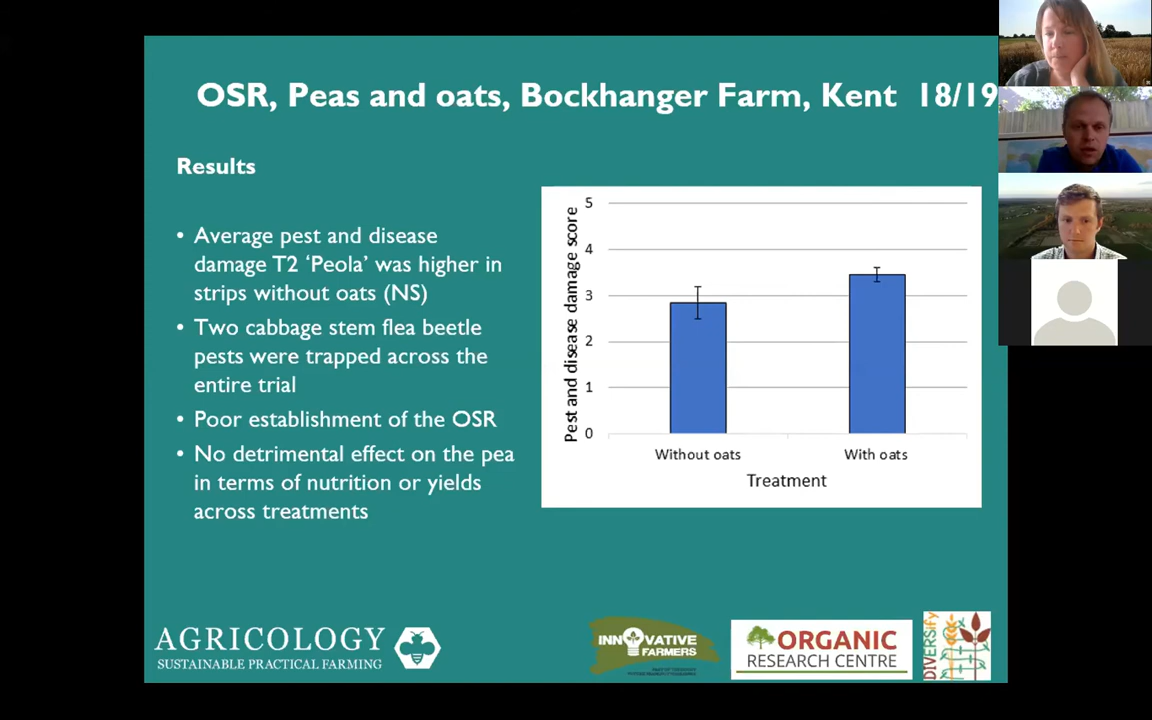 OSR, Peas and oats, Bockhanger Farm, Kent 18/19
Results
• Average pest and disease
damage T2 ‘Peola’ was higher in
strips without oats (NS)
• Two cabbage stem flea beetle
pests were trapped across the
entire trial
• Poor establishment of the OSR
• No detrimental effect on the pea
in terms of nutrition or yields
across treatments
Pest and disease damage score
5
4
3
2
1
0
Without oats
With oats
Treatment
AGRICOLOGY
SUSTAINABLE PRACTICAL FARMING
INNOVATIVE
FARMERS
ORGANIC
RESEARCH CENTRE
DIVERSify